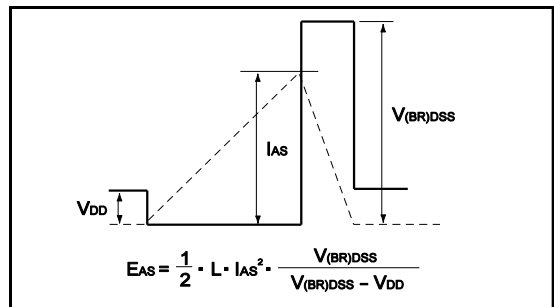 V(BR)DSS
IAS
VDD
EAS = 1/2 · L · IAS² · V(BR)DSS / V(BR)DSS – VDD